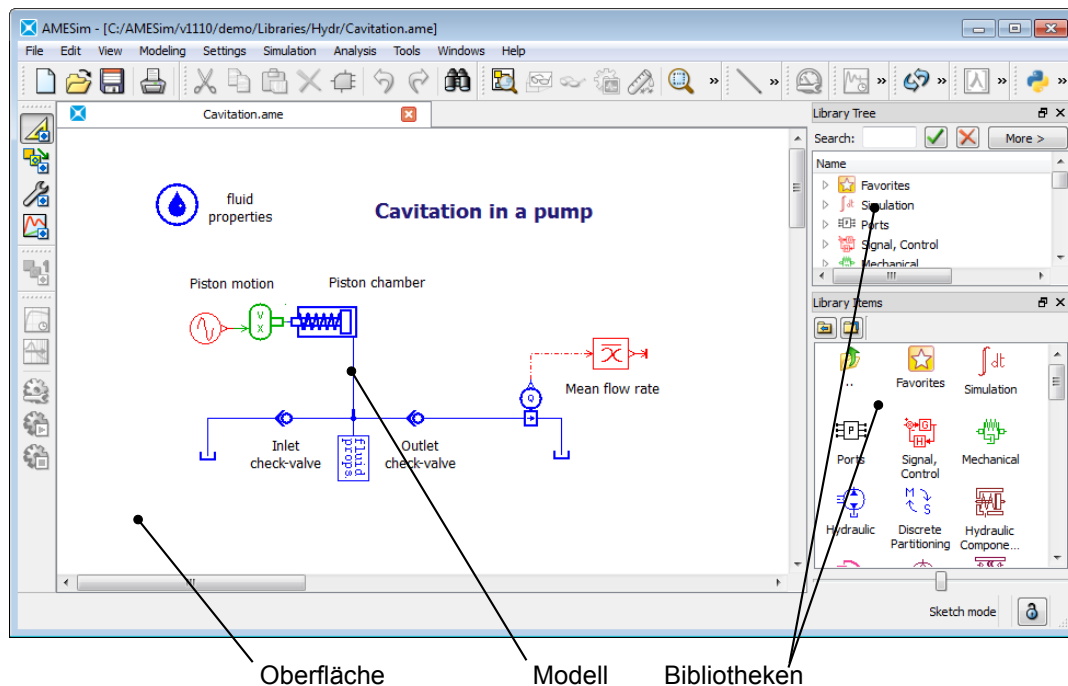 AMESim - [C:/AMESim/v1110/demo/Libraries/Hydr/Cavitation.ame]
File Edit View Modeling Settings Simulation Analysis Tools Windows Help
» » » » » »
Cavitation.ame
fluid
properties
Cavitation in a pump
Piston motion
Piston chamber
V
X
x
Mean flow rate
Q
Inlet
check-valve
fluid
props.
Outlet
check-valve
Library Tree
Search:
More >
Name
Favorites
∫dt Simulation
P Ports
Signal, Control
Mechanical
Library Items
..
Favorites
∫dt
Simulation
P
Ports
G
H
Signal,
Control
Mechanical
Hydraulic
M
S
Discrete
Partitioning
Hydraulic
Compone...
Sketch mode
Oberfläche
Modell
Bibliotheken